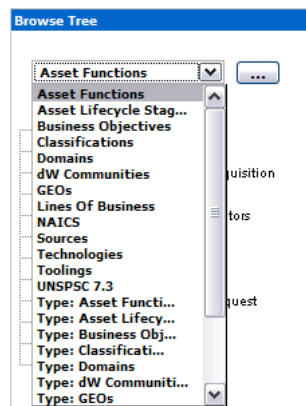 Browse Tree
Asset Functions
...
Asset Functions
Asset Lifecycle Stag...
Business Objectives
Classifications
Domains
dW Communities
uisition
GEOs
Lines Of Business
tors
NAICS
Sources
Technologies
Toolings
UNSPSC 7.3
Type: Asset Functi...
quest
Type: Asset Lifecy...
Type: Business Obj...
Type: Classificati...
Type: Domains
Type: dW Communiti...
Type: GEOs